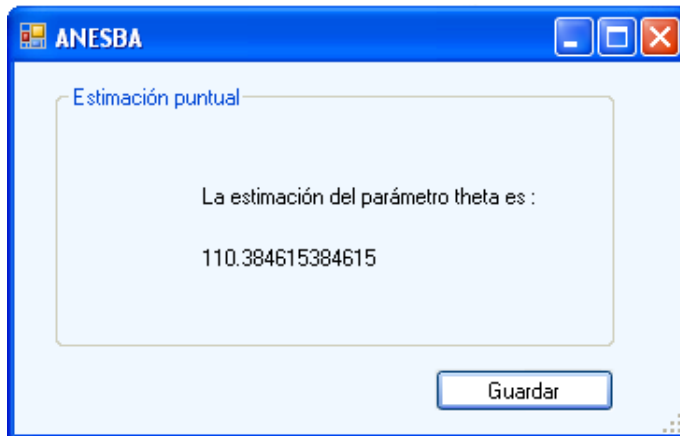 ANESBA
Estimación puntual
La estimación del parámetro theta es :
110.384615384615
Guardar